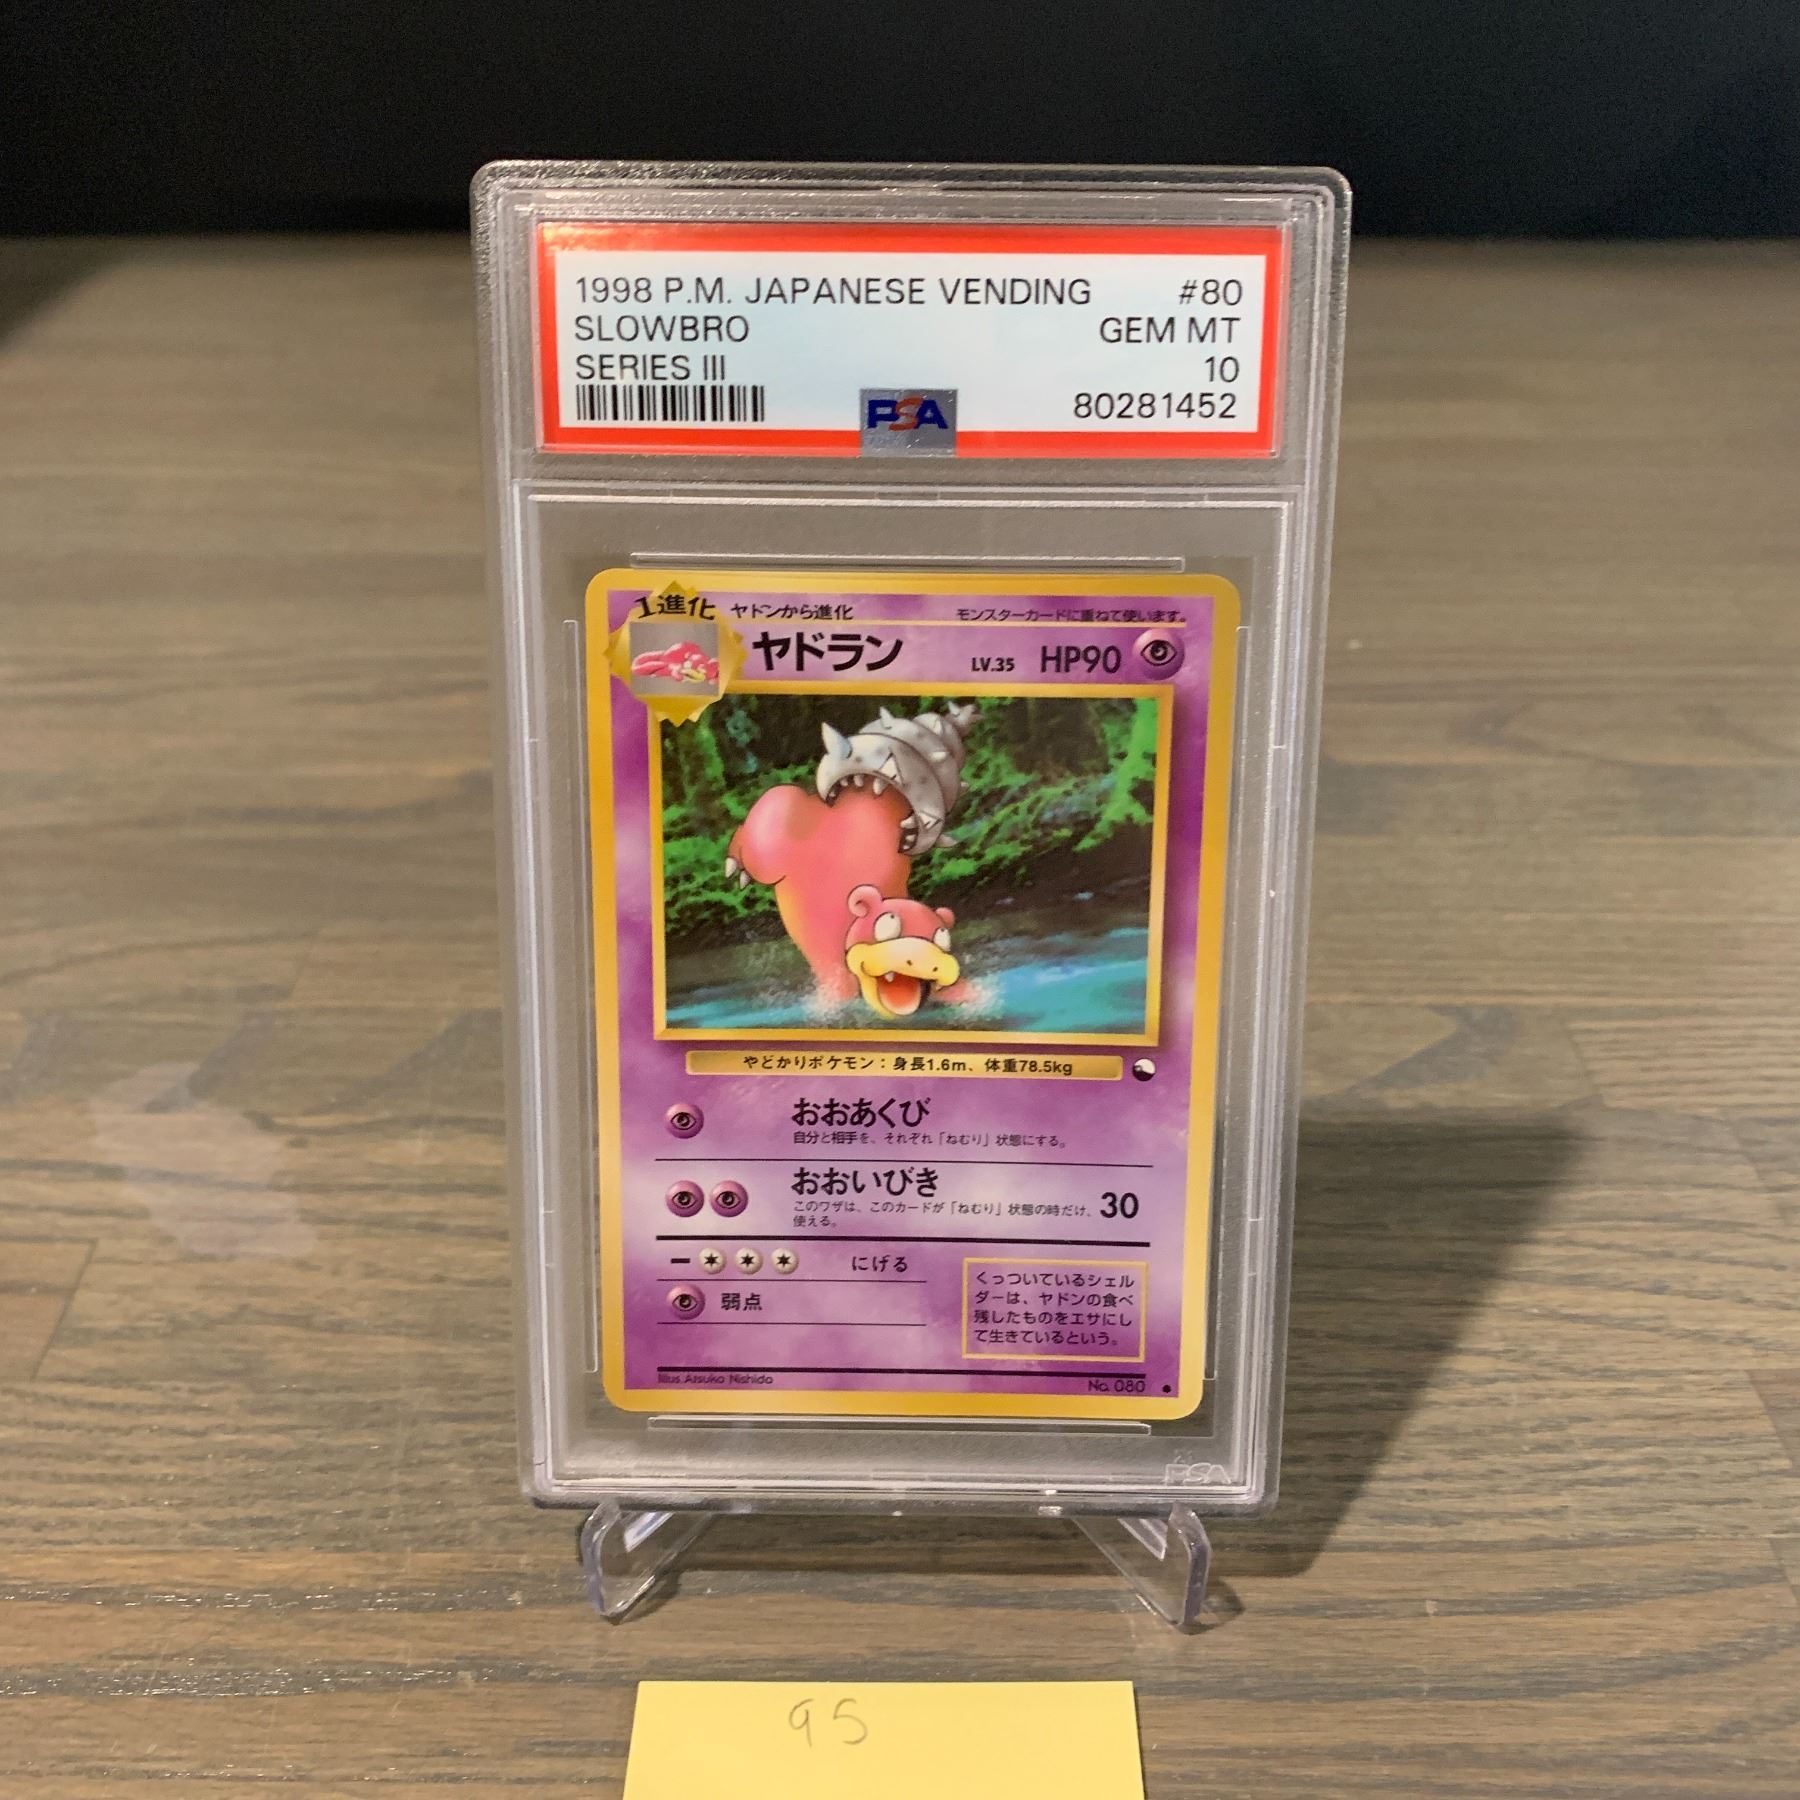 1998 P.M. JAPANESE VENDING #80
SLOWBRO GEM MT
SERIES III 10
PSA 80281452
1進化 ヤドンから進化 モンスターカードに重ねて使います。
ヤドラン LV.35 HP90
やどかりポケモン：身長1.6m、体重78.5kg
おおあくび
自分と相手を、それぞれ「ねむり」状態にする。
おおいびき 30
このワザは、このカードが「ねむり」状態の時だけ、
使える。
にげる
弱点
くっついているシェル
ダーは、ヤドンの食べ
残したものをエサにし
て生きているという。
Illus. Atsuko Nishida No. 080
PSA
95